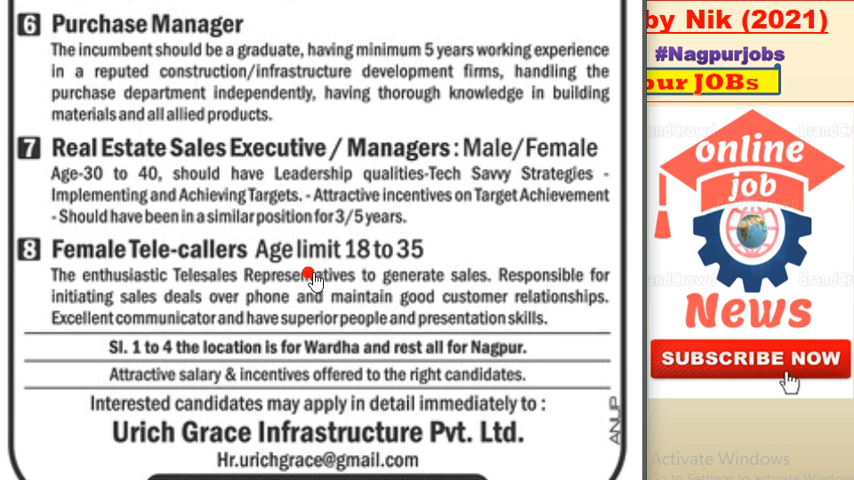 6 Purchase Manager
The incumbent should be a graduate, having minimum 5 years working experience
in a reputed construction/infrastructure development firms, handling the
purchase department independently, having thorough knowledge in building
materials and all allied products.
7 Real Estate Sales Executive / Managers : Male/Female
Age-30 to 40, should have Leadership qualities-Tech Savvy Strategies -
Implementing and Achieving Targets. - Attractive incentives on Target Achievement
- Should have been in a similar position for 3/5 years.
8 Female Tele-callers Age limit 18 to 35
The enthusiastic Telesales Representatives to generate sales. Responsible for
initiating sales deals over phone and maintain good customer relationships.
Excellent communicator and have superior people and presentation skills.
Sl. 1 to 4 the location is for Wardha and rest all for Nagpur.
Attractive salary & incentives offered to the right candidates.
Interested candidates may apply in detail immediately to :
Urich Grace Infrastructure Pvt. Ltd.
Hr.urichgrace@gmail.com
ANUP
by Nik (2021)
#Nagpurjobs
our JOBs
online
job
News
SUBSCRIBE NOW
Activate Windows
Go to Settings to activate Windows